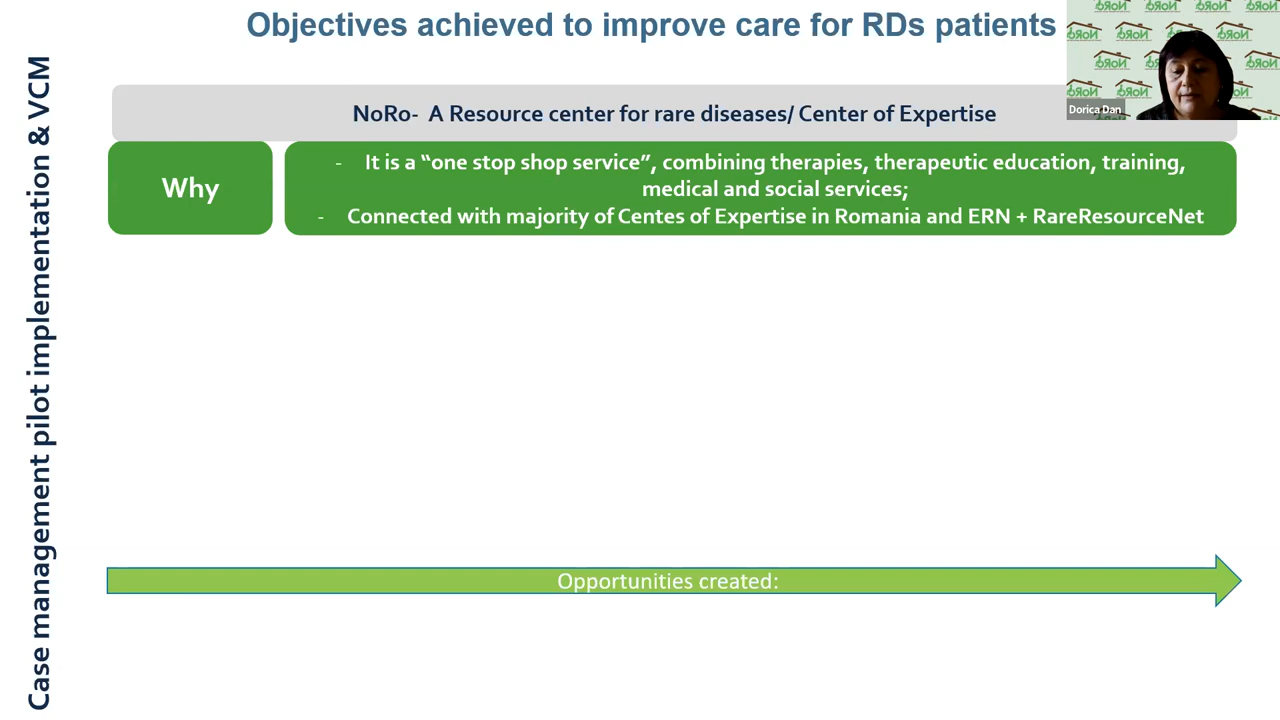 Objectives achieved to improve care for RDs patients
Dorica Dan
NoRo- A Resource center for rare diseases/ Center of Expertise
Why
- It is a “one stop shop service”, combining therapies, therapeutic education, training,
medical and social services;
- Connected with majority of Centes of Expertise in Romania and ERN + RareResourceNet
Case management pilot implementation & VCM
Opportunities created: